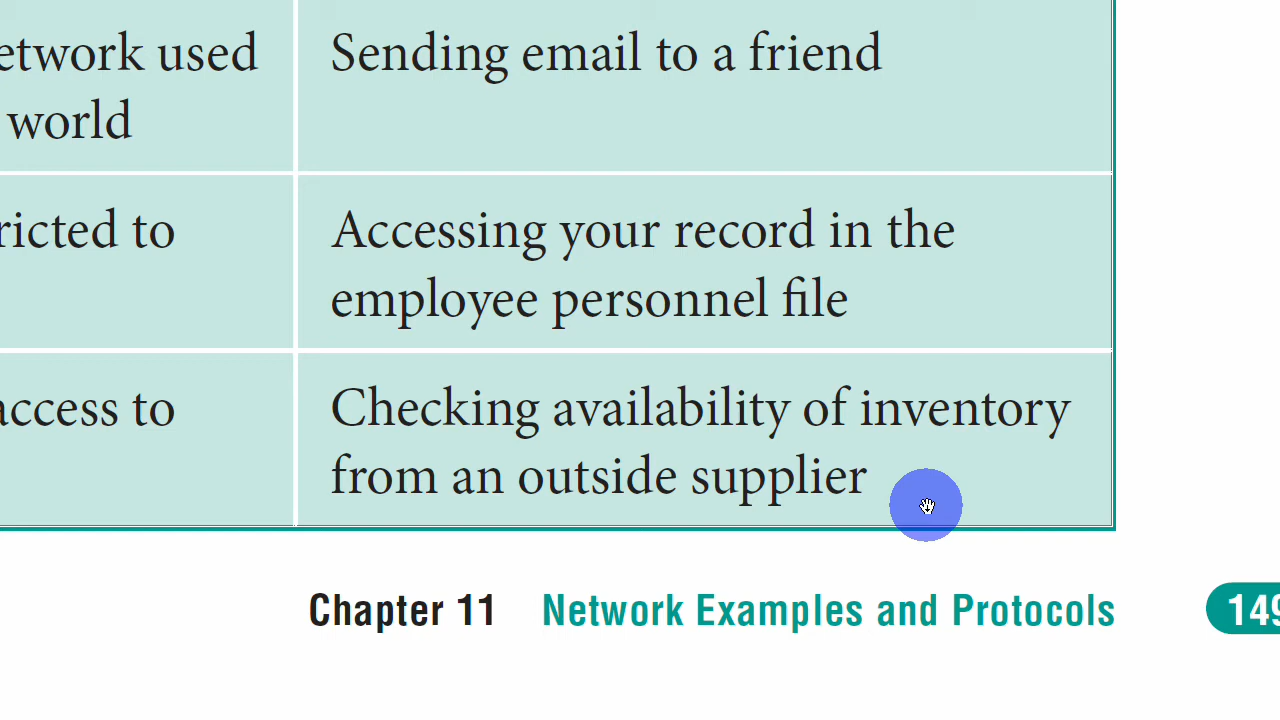 etwork used
world
Sending email to a friend
ricted to
Accessing your record in the
employee personnel file
access to
Checking availability of inventory
from an outside supplier
Chapter 11 Network Examples and Protocols 149